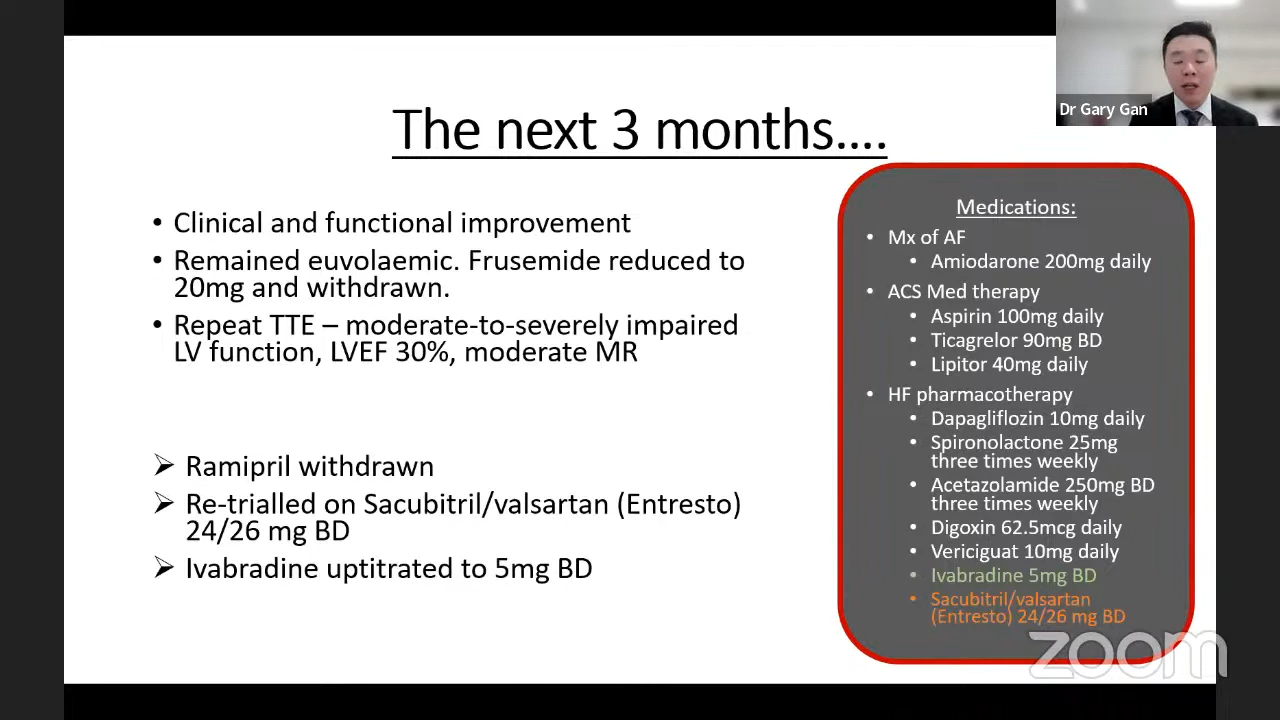 Dr Gary Gan
The next 3 months....
• Clinical and functional improvement
• Remained euvolaemic. Frusemide reduced to
20mg and withdrawn.
• Repeat TTE – moderate-to-severely impaired
LV function, LVEF 30%, moderate MR
➢ Ramipril withdrawn
➢ Re-trialled on Sacubitril/valsartan (Entresto)
24/26 mg BD
➢ Ivabradine uptitrated to 5mg BD
Medications:
• Mx of AF
• Amiodarone 200mg daily
• ACS Med therapy
• Aspirin 100mg daily
• Ticagrelor 90mg BD
• Lipitor 40mg daily
• HF pharmacotherapy
• Dapagliflozin 10mg daily
• Spironolactone 25mg
three times weekly
• Acetazolamide 250mg BD
three times weekly
• Digoxin 62.5mcg daily
• Vericiguat 10mg daily
• Ivabradine 5mg BD
• Sacubitril/valsartan
(Entresto) 24/26 mg BD
zoom